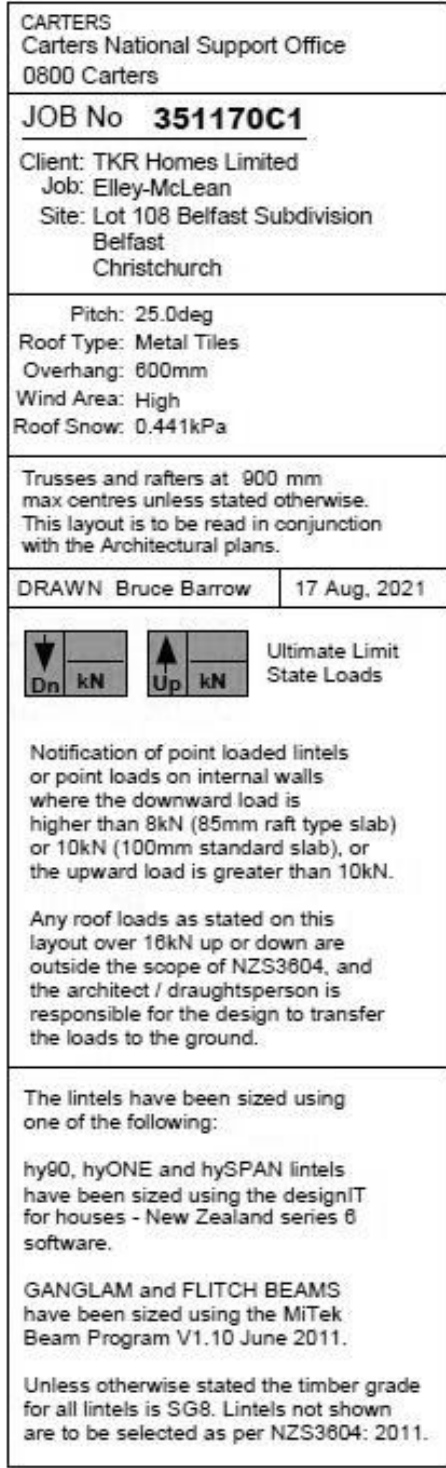 CARTERS
Carters National Support Office
0800 Carters
JOB No 351170C1
Client: TKR Homes Limited
Job: Elley-McLean
Site: Lot 108 Belfast Subdivision
Belfast
Christchurch
Pitch: 25.0deg
Roof Type: Metal Tiles
Overhang: 600mm
Wind Area: High
Roof Snow: 0.441kPa
Trusses and rafters at 900 mm
max centres unless stated otherwise.
This layout is to be read in conjunction
with the Architectural plans.
DRAWN Bruce Barrow 17 Aug, 2021
Dn kN Up kN Ultimate Limit
State Loads
Notification of point loaded lintels
or point loads on internal walls
where the downward load is
higher than 8kN (85mm raft type slab)
or 10kN (100mm standard slab), or
the upward load is greater than 10kN.
Any roof loads as stated on this
layout over 16kN up or down are
outside the scope of NZS3604, and
the architect / draughtsperson is
responsible for the design to transfer
the loads to the ground.
The lintels have been sized using
one of the following:
hy90, hyONE and hySPAN lintels
have been sized using the designIT
for houses - New Zealand series 6
software.
GANGLAM and FLITCH BEAMS
have been sized using the MiTek
Beam Program V1.10 June 2011.
Unless otherwise stated the timber grade
for all lintels is SG8. Lintels not shown
are to be selected as per NZS3604: 2011.